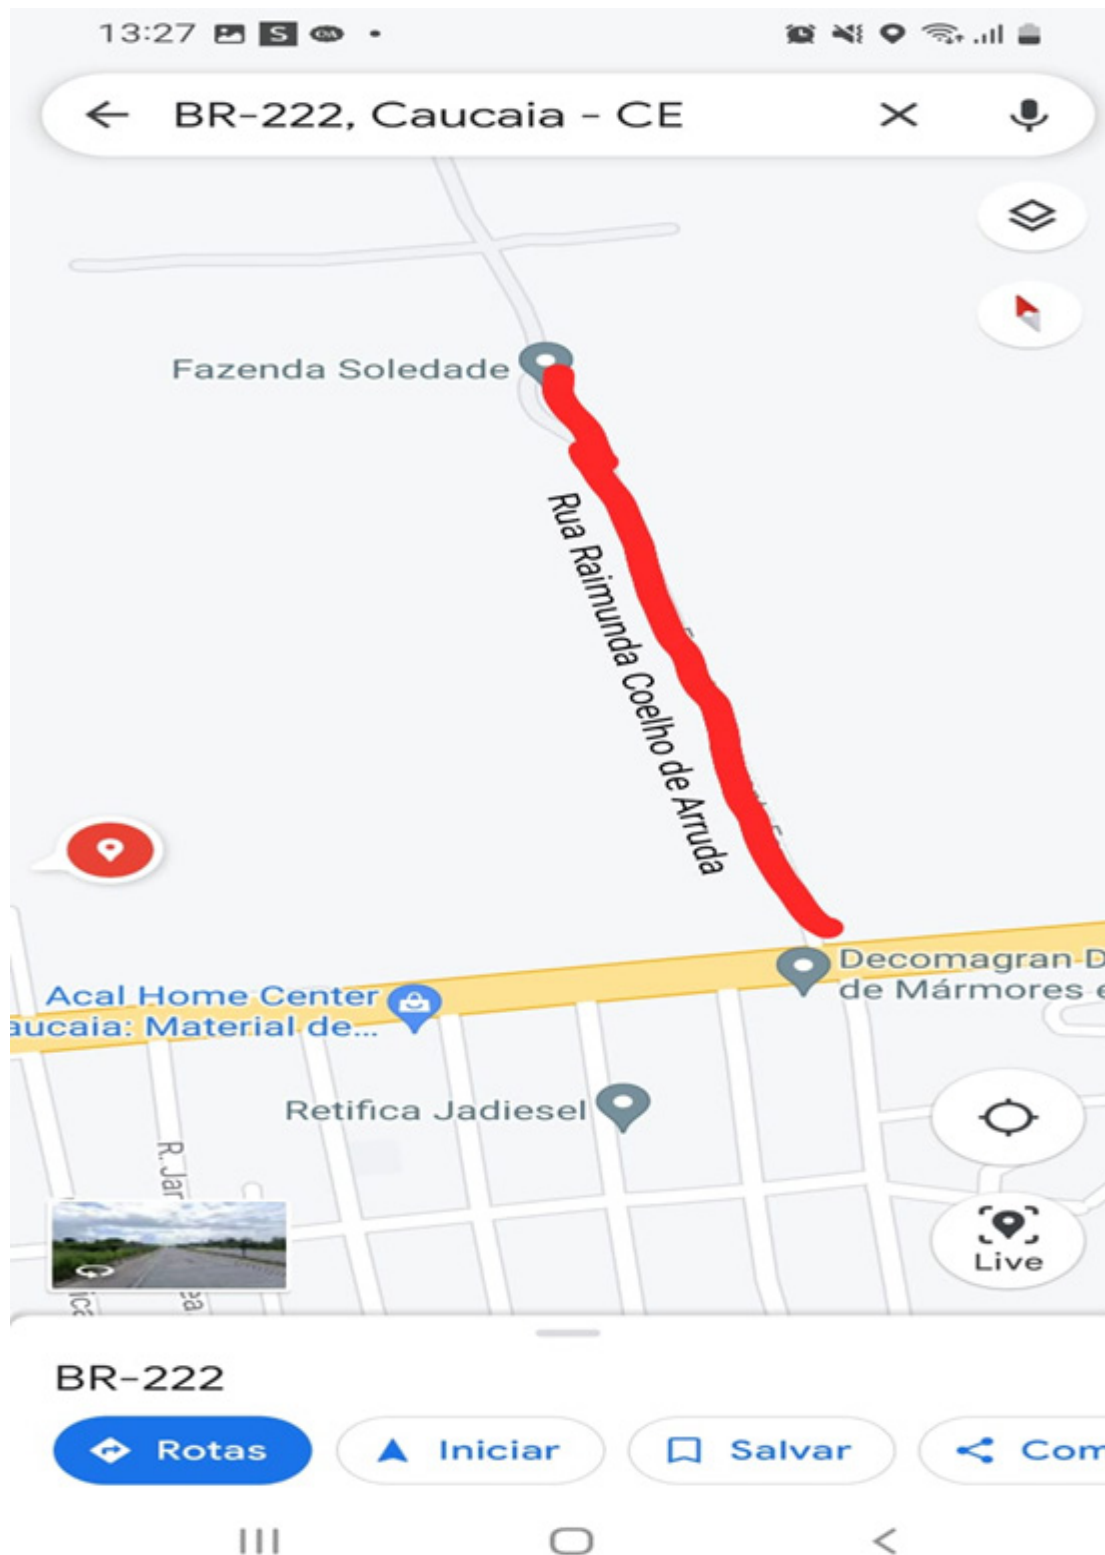 13:27
BR-222, Caucaia - CE
Fazenda Soledade
Rua Raimunda Coelho de Arruda
Decomagran D
de Mármores e
Acal Home Center
aucaia: Material de...
Retifica Jadiesel
R. Jar
Live
BR-222
Rotas
Iniciar
Salvar
Com